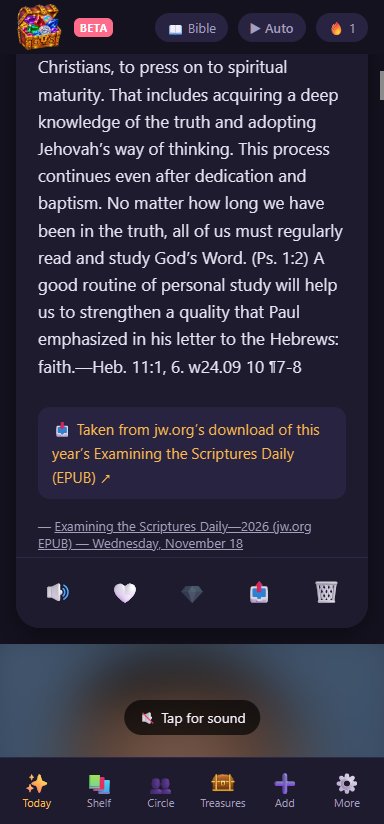 BETA
Bible
Auto
1
Christians, to press on to spiritual
maturity. That includes acquiring a deep
knowledge of the truth and adopting
Jehovah’s way of thinking. This process
continues even after dedication and
baptism. No matter how long we have
been in the truth, all of us must regularly
read and study God’s Word. (Ps. 1:2) A
good routine of personal study will help
us to strengthen a quality that Paul
emphasized in his letter to the Hebrews:
faith.—Heb. 11:1, 6. w24.09 10 ¶7-8
Taken from jw.org’s download of this
year’s Examining the Scriptures Daily
(EPUB) ↗
— Examining the Scriptures Daily—2026 (jw.org
EPUB) — Wednesday, November 18
Tap for sound
Today
Shelf
Circle
Treasures
Add
More